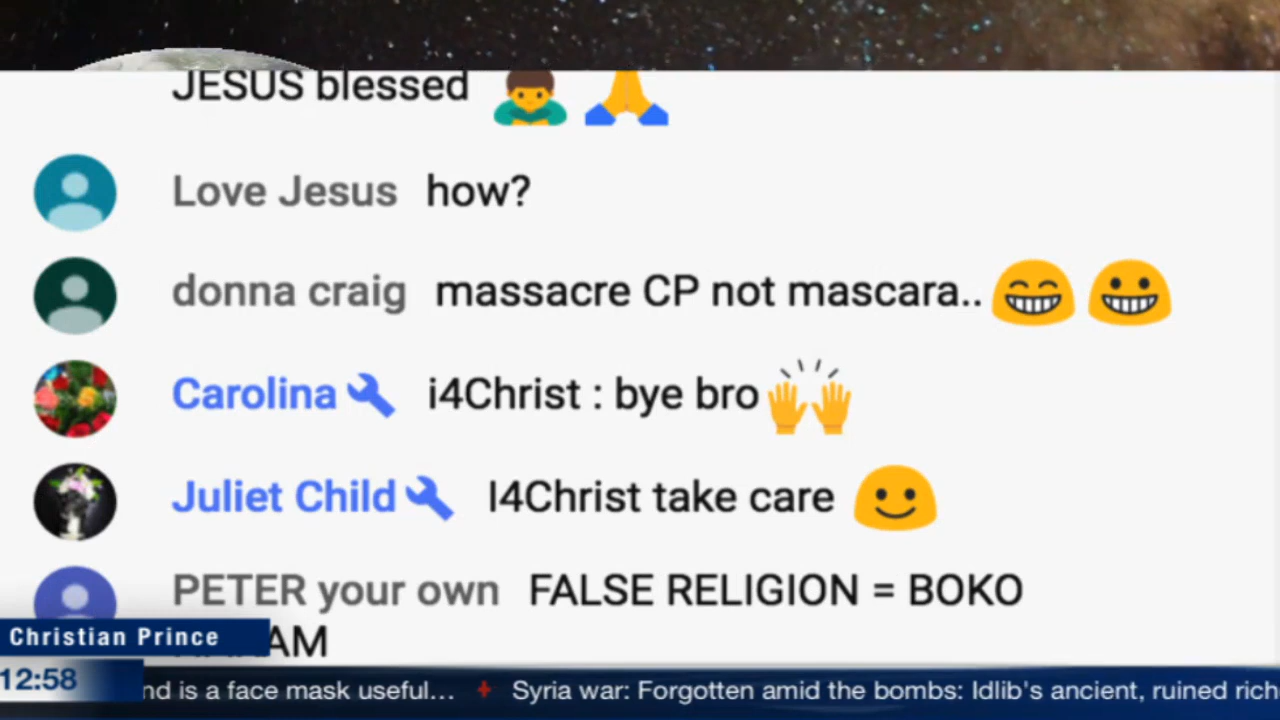 JESUS blessed
Love Jesus how?
donna craig massacre CP not mascara..
Carolina i4Christ : bye bro
Juliet Child I4Christ take care
PETER your own FALSE RELIGION = BOKO
AM
Christian Prince
12:58
nd is a face mask useful... Syria war: Forgotten amid the bombs: Idlib's ancient, ruined rich